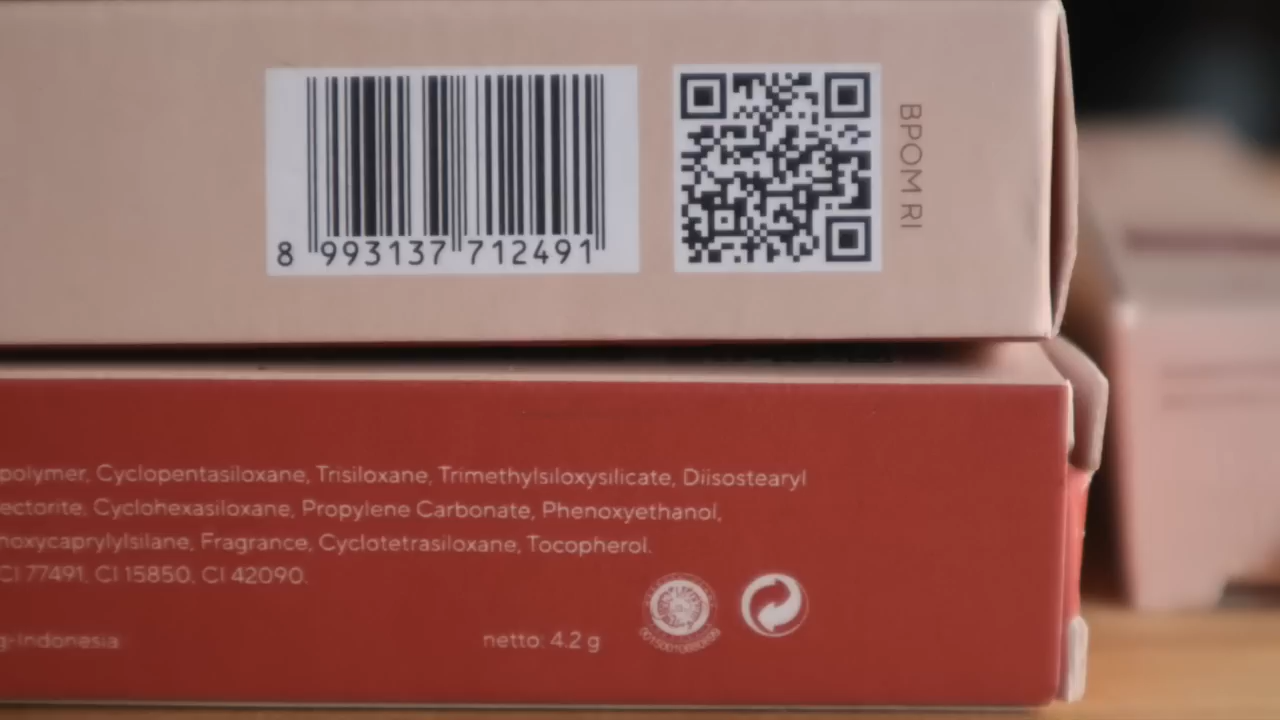 8 993137 712491
BPOM RI
polymer, Cyclopentasiloxane, Trisiloxane, Trimethylsiloxysilicate, Diisostearyl
ectorite, Cyclohexasiloxane, Propylene Carbonate, Phenoxyethanol,
hoxycaprylylsilane, Fragrance, Cyclotetrasiloxane, Tocopherol.
CI 77491, CI 15850, CI 42090.
g-Indonesia
netto: 4.2 g